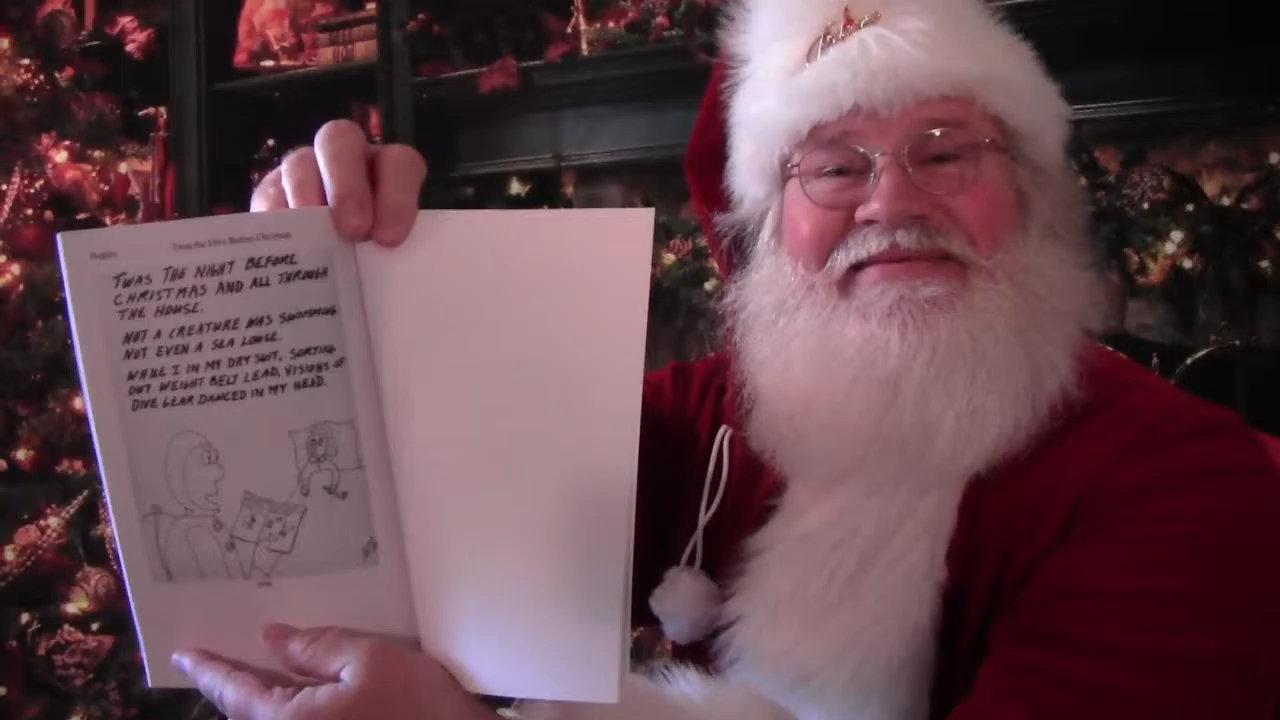 Hughes Twas the Dive Before Christmas
TWAS THE NIGHT BEFORE
CHRISTMAS AND ALL THROUGH
THE HOUSE.
NOT A CREATURE WAS SWIMMING
NOT EVEN A SEA LOUSE.
WHILE I IN MY DRY SUIT, SORTING
OUT WEIGHT BELT LEAD, VISIONS OF
DIVE GEAR DANCED IN MY HEAD.